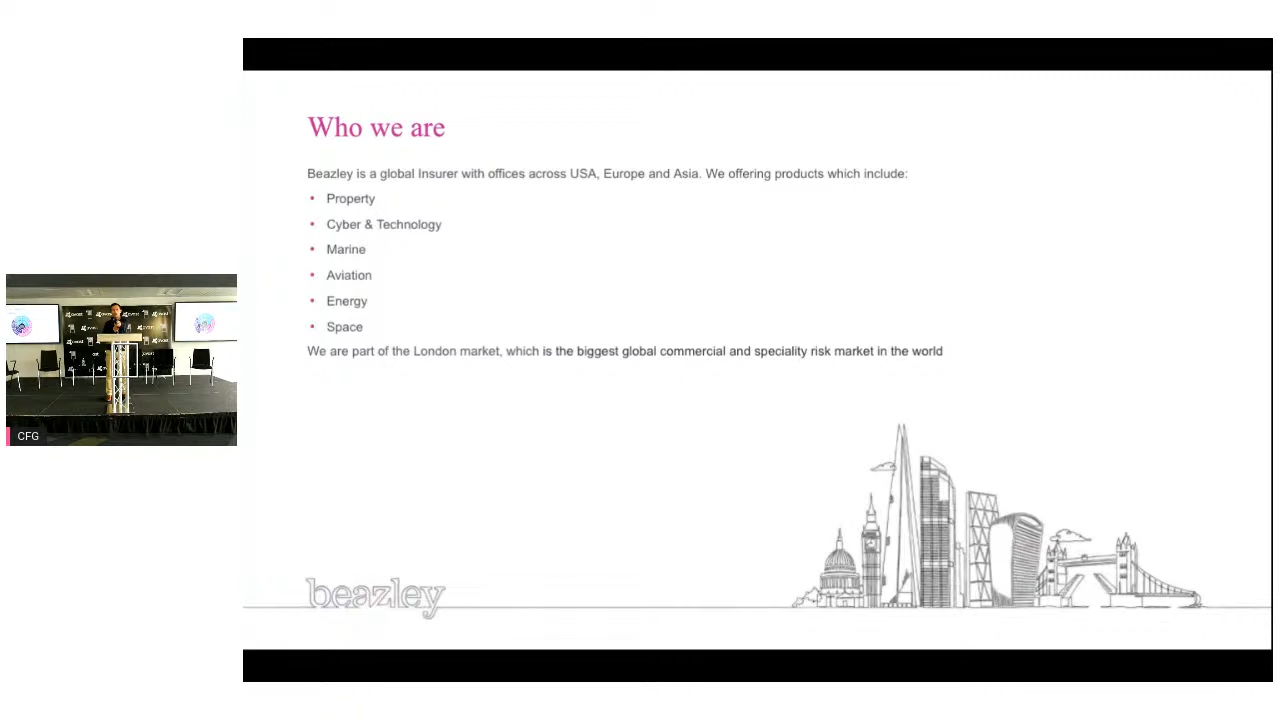 Who we are
Beazley is a global Insurer with offices across USA, Europe and Asia. We offering products which include:
• Property
• Cyber & Technology
• Marine
• Aviation
• Energy
• Space
We are part of the London market, which is the biggest global commercial and speciality risk market in the world
CFG
beazley